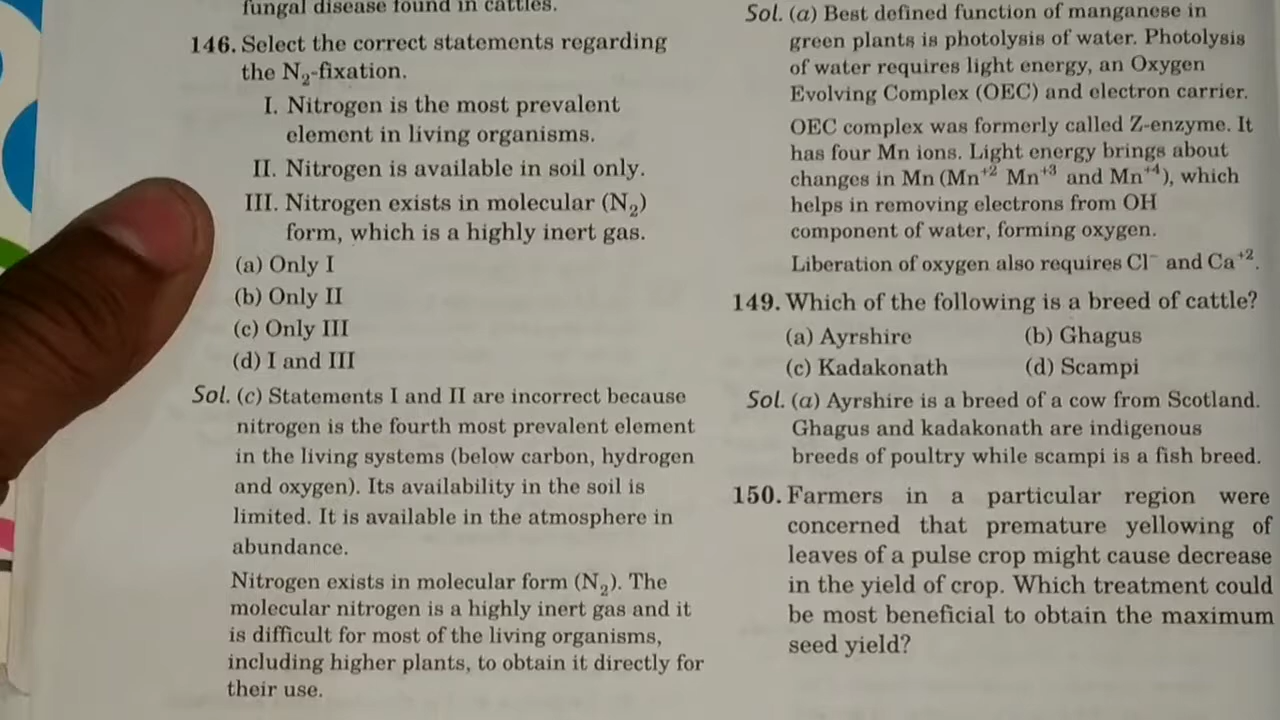 fungal disease found in cattles.
146. Select the correct statements regarding
the N₂-fixation.
I. Nitrogen is the most prevalent
element in living organisms.
II. Nitrogen is available in soil only.
III. Nitrogen exists in molecular (N₂)
form, which is a highly inert gas.
(a) Only I
(b) Only II
(c) Only III
(d) I and III
Sol. (c) Statements I and II are incorrect because
nitrogen is the fourth most prevalent element
in the living systems (below carbon, hydrogen
and oxygen). Its availability in the soil is
limited. It is available in the atmosphere in
abundance.
Nitrogen exists in molecular form (N₂). The
molecular nitrogen is a highly inert gas and it
is difficult for most of the living organisms,
including higher plants, to obtain it directly for
their use.
Sol. (a) Best defined function of manganese in
green plants is photolysis of water. Photolysis
of water requires light energy, an Oxygen
Evolving Complex (OEC) and electron carrier.
OEC complex was formerly called Z-enzyme. It
has four Mn ions. Light energy brings about
changes in Mn (Mn⁺² Mn⁺³ and Mn⁺⁴), which
helps in removing electrons from OH
component of water, forming oxygen.
Liberation of oxygen also requires Cl⁻ and Ca⁺².
149. Which of the following is a breed of cattle?
(a) Ayrshire (b) Ghagus
(c) Kadakonath (d) Scampi
Sol. (a) Ayrshire is a breed of a cow from Scotland.
Ghagus and kadakonath are indigenous
breeds of poultry while scampi is a fish breed.
150. Farmers in a particular region were
concerned that premature yellowing of
leaves of a pulse crop might cause decrease
in the yield of crop. Which treatment could
be most beneficial to obtain the maximum
seed yield?